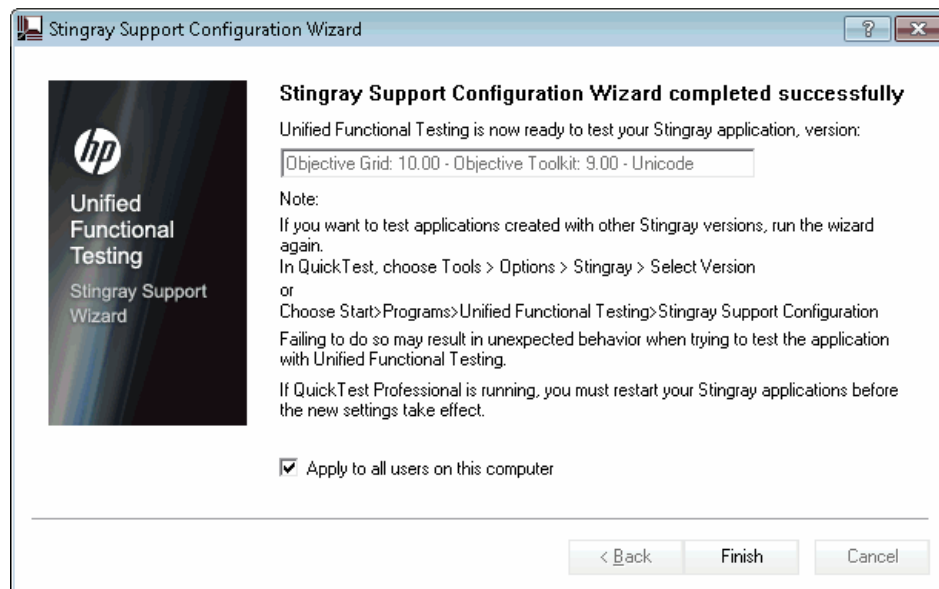 Stingray Support Configuration Wizard
hp
Unified
Functional
Testing
Stingray Support
Wizard
Stingray Support Configuration Wizard completed successfully
Unified Functional Testing is now ready to test your Stingray application, version:
Objective Grid: 10.00 - Objective Toolkit: 9.00 - Unicode
Note:
If you want to test applications created with other Stingray versions, run the wizard
again.
In QuickTest, choose Tools > Options > Stingray > Select Version
or
Choose Start>Programs>Unified Functional Testing>Stingray Support Configuration
Failing to do so may result in unexpected behavior when trying to test the application
with Unified Functional Testing.
If QuickTest Professional is running, you must restart your Stingray applications before
the new settings take effect.
Apply to all users on this computer
< Back
Finish
Cancel